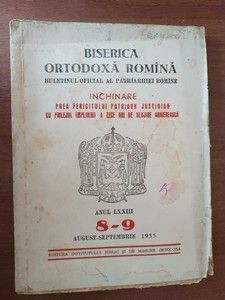 BISERICA
ORTODOXĂ ROMÎNĂ
BULETINUL OFICIAL AL PATRIARHIEI ROMÎNE
INCHINARE
PREA FERICITULUI PATRIARH JUSTINIAN
CU PRILEJUL ÎMPLINIRII A ZECE ANI DE SLUJIRE ARHIEREASCĂ
ANUL LXXIII
8-9
AUGUST-SEPTEMBRIE 1955
EDITURA INSTITUTULUI BIBLIC ȘI DE MISIUNE ORTODOXĂ